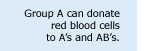 Group A can donate
red blood cells
to A's and AB's.